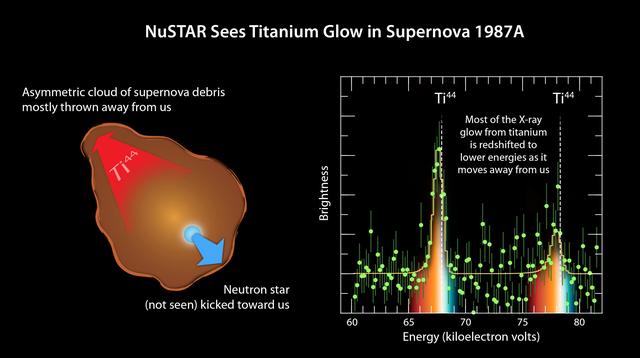 NuSTAR Sees Titanium Glow in Supernova 1987A
Asymmetric cloud of supernova debris
mostly thrown away from us
Ti44
Neutron star
(not seen) kicked toward us
Ti44
Ti44
Most of the X-ray
glow from titanium
is redshifted to
lower energies as it
moves away from us
Brightness
60 65 70 75 80
Energy (kiloelectron volts)